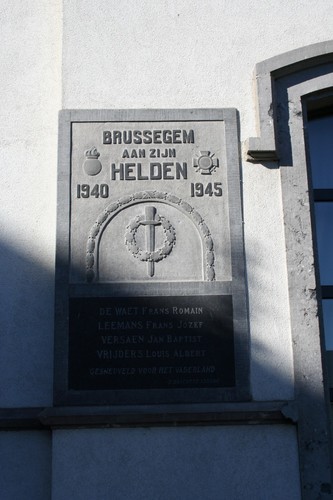 BRUSSEGEM
AAN ZIJN
HELDEN
1940 1945
DE WAET FRANS ROMAIN
LEEMANS FRANS JOZEF
VERSAEN JAN BAPTIST
VRIJDERS LOUIS ALBERT
GESNEUVELD VOOR HET VADERLAND